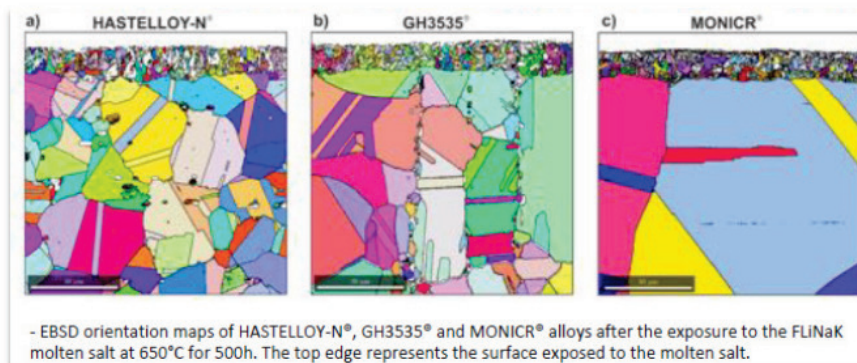 a) HASTELLOY-N® b) GH3535® c) MONICR®
- EBSD orientation maps of HASTELLOY-N®, GH3535® and MONICR® alloys after the exposure to the FLiNaK
molten salt at 650°C for 500h. The top edge represents the surface exposed to the molten salt.